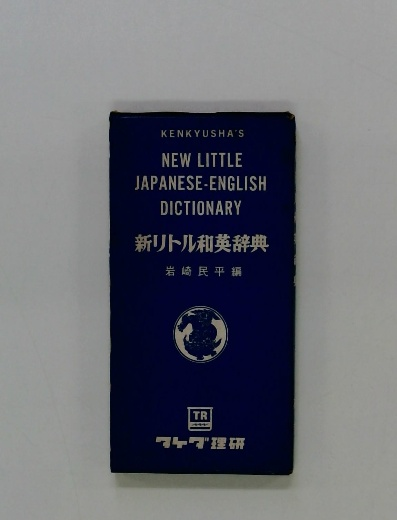 KENKYUSHA'S
NEW LITTLE
JAPANESE-ENGLISH
DICTIONARY
新リトル和英辞典
岩崎民平編
TR
タケダ理研